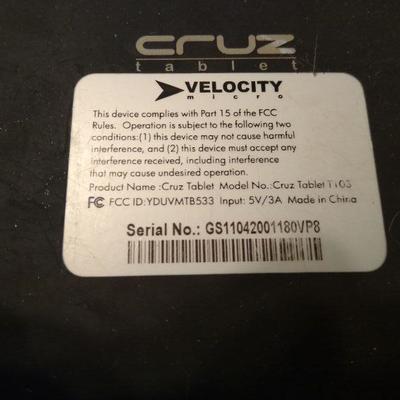 cruz
tablet
VELOCITY
micro
This device complies with Part 15 of the FCC
Rules. Operation is subject to the following two
conditions:(1) this device may not cause harmful
interference, and (2) this device must accept any
interference received, including interference
that may cause undesired operation.
Product Name :Cruz Tablet Model No.:Cruz Tablet T103
FC FCC ID:YDUVMTB533 Input: 5V/3A Made in China
Serial No.: GS11042001180VP8